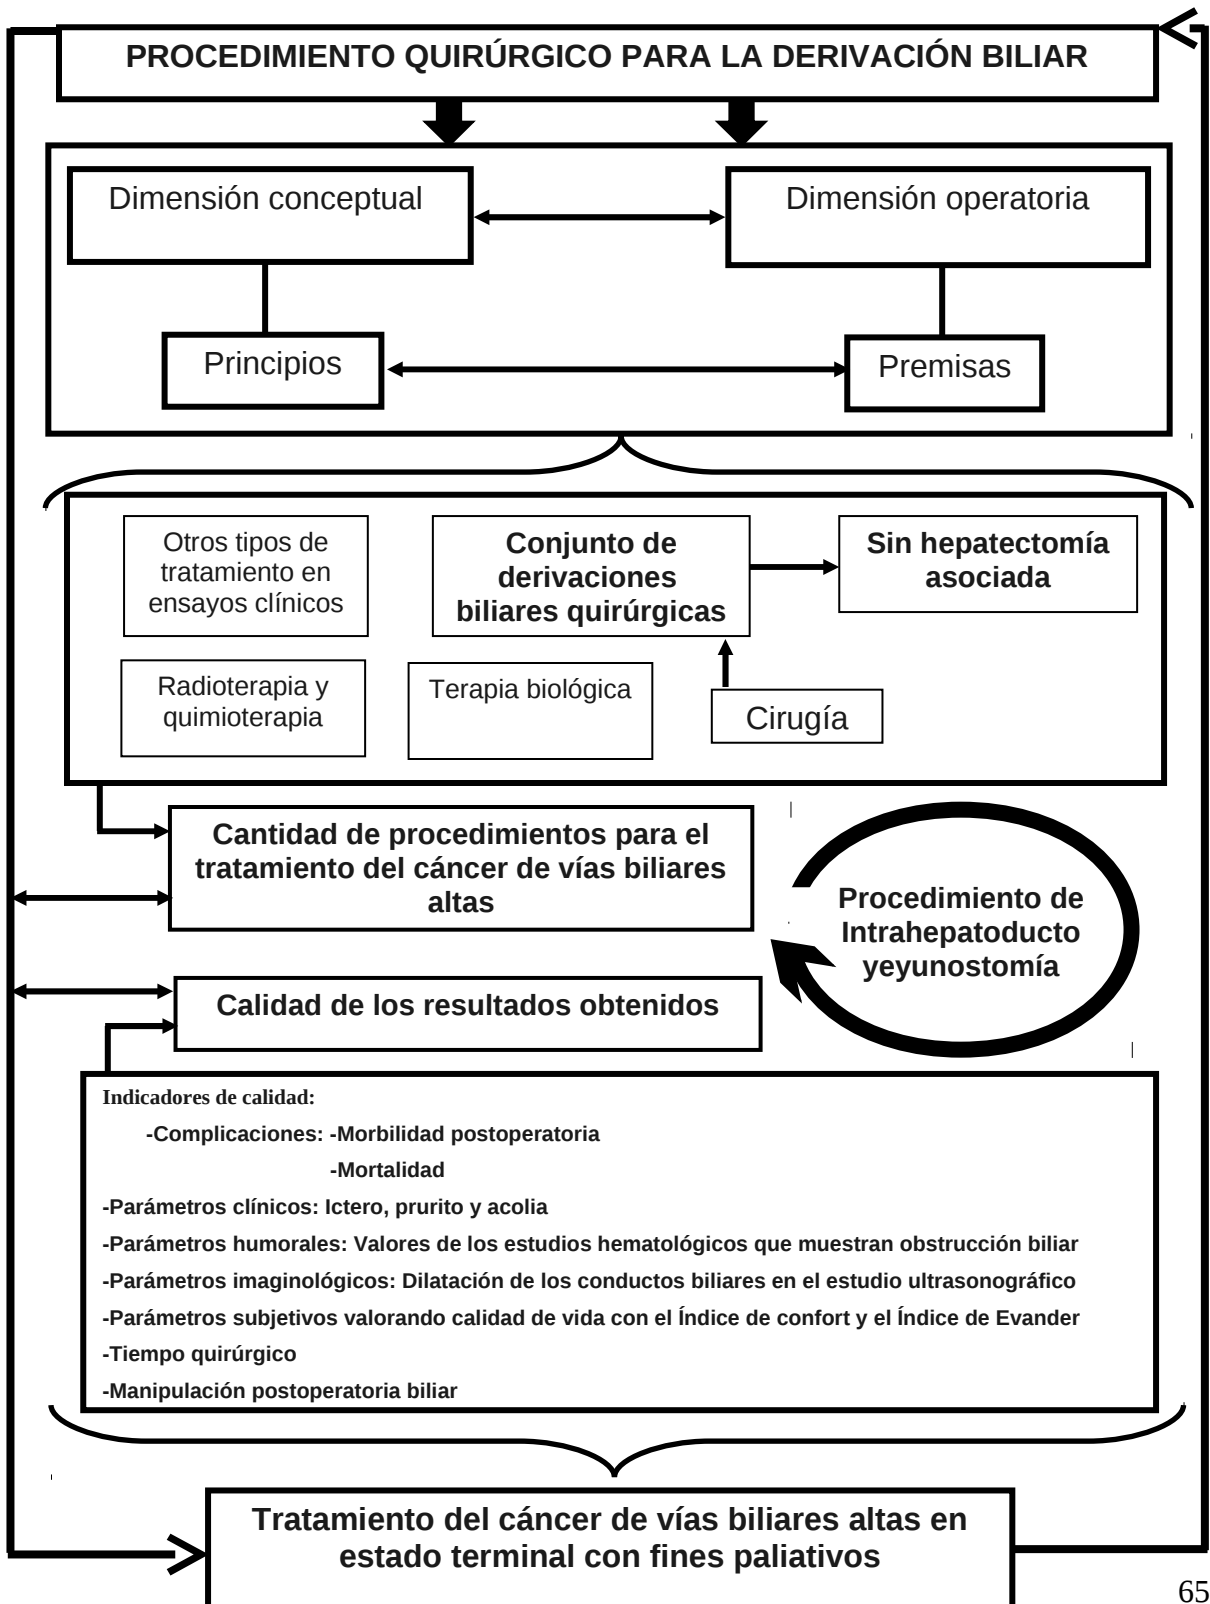 PROCEDIMIENTO QUIRÚRGICO PARA LA DERIVACIÓN BILIAR
Dimensión conceptual
Dimensión operatoria
Principios
Premisas
Otros tipos de
tratamiento en
ensayos clínicos
Conjunto de
derivaciones
biliares quirúrgicas
Sin hepatectomía
asociada
Radioterapia y
quimioterapia
Terapia biológica
Cirugía
Cantidad de procedimientos para el
tratamiento del cáncer de vías biliares
altas
Procedimiento de
Intrahepatoducto
yeyunostomía
Calidad de los resultados obtenidos
Indicadores de calidad:
-Complicaciones: -Morbilidad postoperatoria
-Mortalidad
-Parámetros clínicos: Ictero, prurito y acolia
-Parámetros humorales: Valores de los estudios hematológicos que muestran obstrucción biliar
-Parámetros imaginológicos: Dilatación de los conductos biliares en el estudio ultrasonográfico
-Parámetros subjetivos valorando calidad de vida con el Índice de confort y el Índice de Evander
-Tiempo quirúrgico
-Manipulación postoperatoria biliar
Tratamiento del cáncer de vías biliares altas en
estado terminal con fines paliativos
65